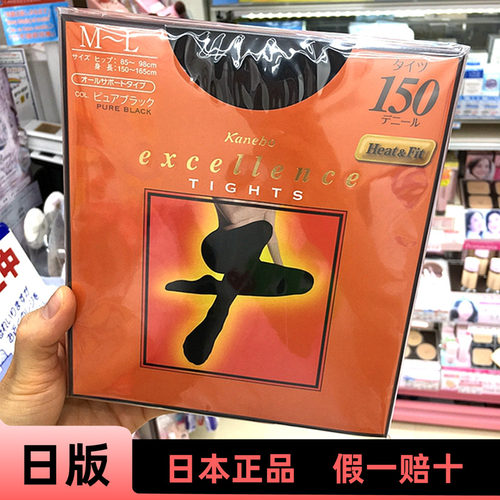 M～L
サイズ ヒップ：85～98cm
身長：150～165cm
オールサポートタイプ
COL. ピュアブラック
PURE BLACK
タイツ
150
デニール
Heat&Fit
Kanebo
excellence
TIGHTS
中
日版
日本正品 假一赔十